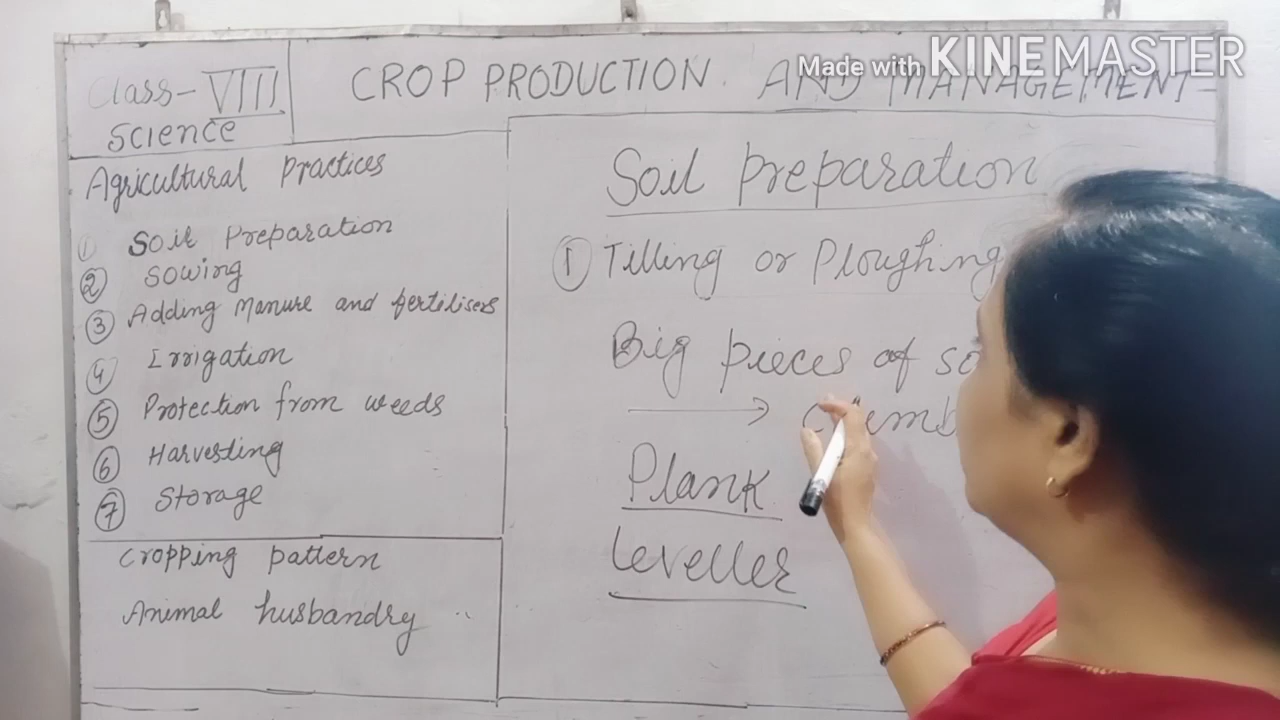 Made with KINEMASTER
Class-VIII
Science
CROP PRODUCTION. AND MANAGEMENT-
Agricultural Practices
① Soil Preparation
② Sowing
③ Adding Manure and fertilisers
④ Irrigation
⑤ Protection from weeds
⑥ Harvesting
⑦ Storage
Cropping pattern
Animal husbandry
Soil Preparation
① Tilling or Ploughing
Big pieces of
→
Plank
leveller